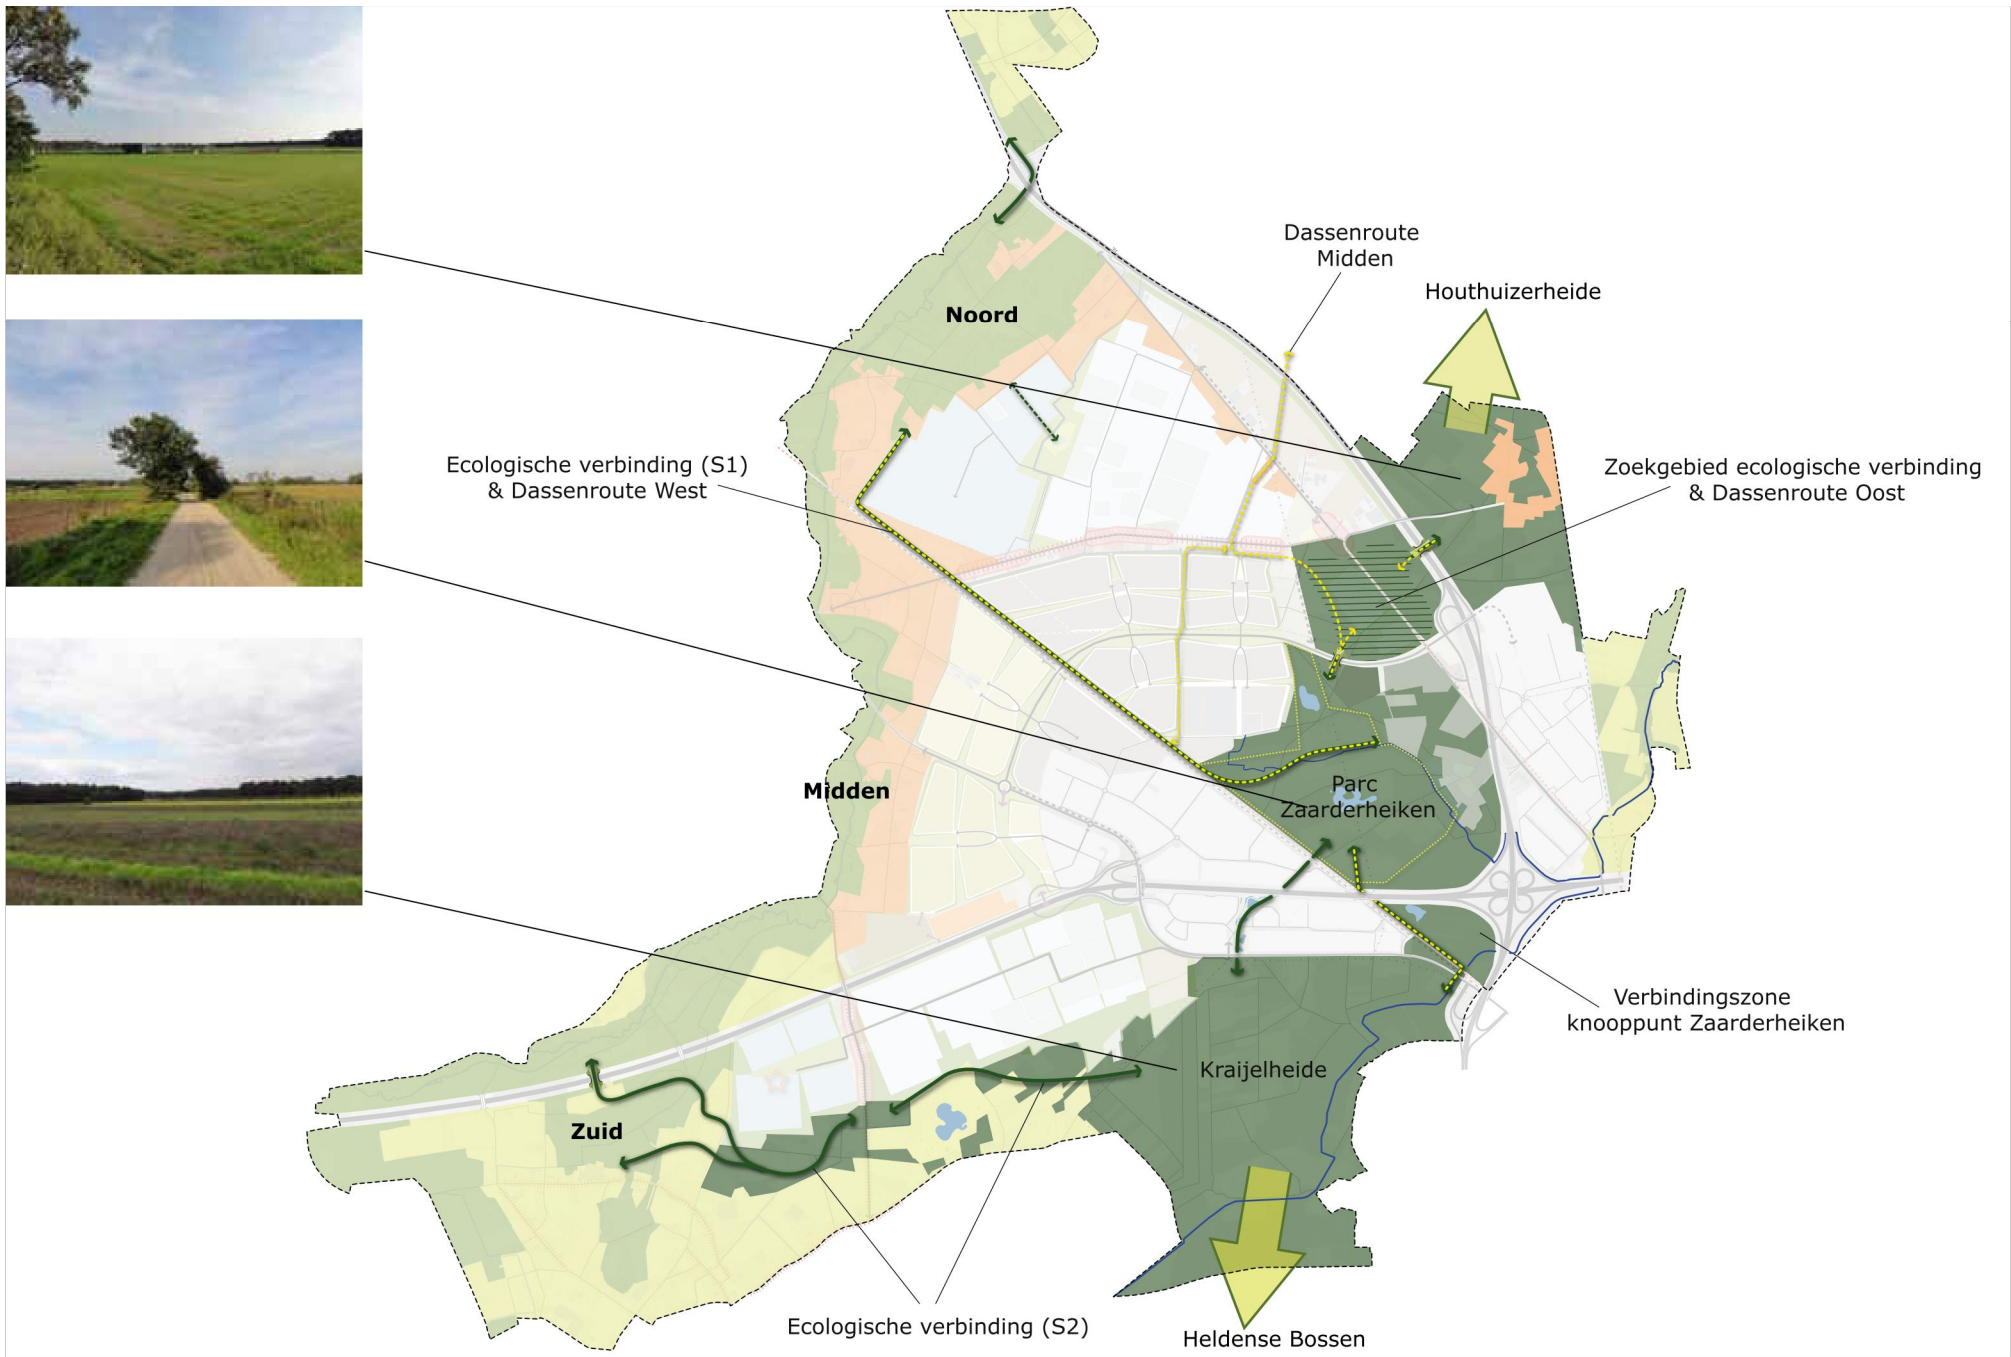 Dassenroute
Midden
Houthuizerheide
Noord
Ecologische verbinding (S1)
& Dassenroute West
Zoekgebied ecologische verbinding
& Dassenroute Oost
Midden
Parc
Zaarderheiken
Verbindingszone
knooppunt Zaarderheiken
Kraijelheide
Zuid
Ecologische verbinding (S2)
Heldense Bossen